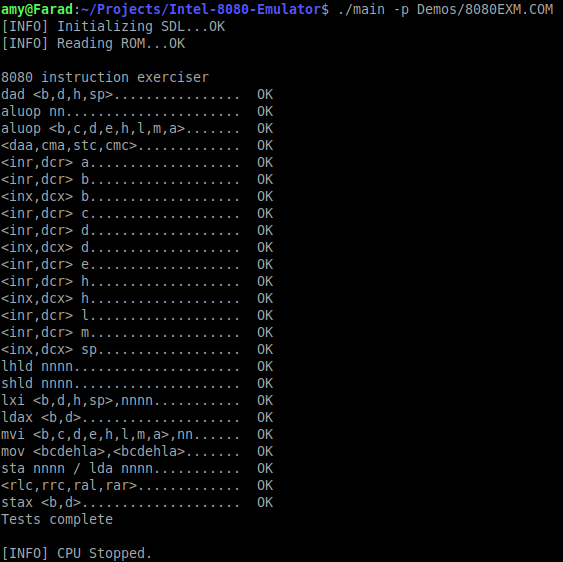 amy@Farad:~/Projects/Intel-8080-Emulator$ ./main -p Demos/8080EXM.COM
[INFO] Initializing SDL...OK
[INFO] Reading ROM...OK
8080 instruction exerciser
dad <b,d,h,sp>................  OK
aluop nn......................  OK
aluop <b,c,d,e,h,l,m,a>.......  OK
<daa,cma,stc,cmc>.............  OK
<inr,dcr> a...................  OK
<inr,dcr> b...................  OK
<inx,dcx> b...................  OK
<inr,dcr> c...................  OK
<inr,dcr> d...................  OK
<inx,dcx> d...................  OK
<inr,dcr> e...................  OK
<inr,dcr> h...................  OK
<inx,dcx> h...................  OK
<inr,dcr> l...................  OK
<inr,dcr> m...................  OK
<inx,dcx> sp..................  OK
lhld nnnn.....................  OK
shld nnnn.....................  OK
lxi <b,d,h,sp>,nnnn...........  OK
ldax <b,d>....................  OK
mvi <b,c,d,e,h,l,m,a>,nn......  OK
mov <bcdehla>,<bcdehla>.......  OK
sta nnnn / lda nnnn...........  OK
<rlc,rrc,ral,rar>.............  OK
stax <b,d>....................  OK
Tests complete
[INFO] CPU Stopped.